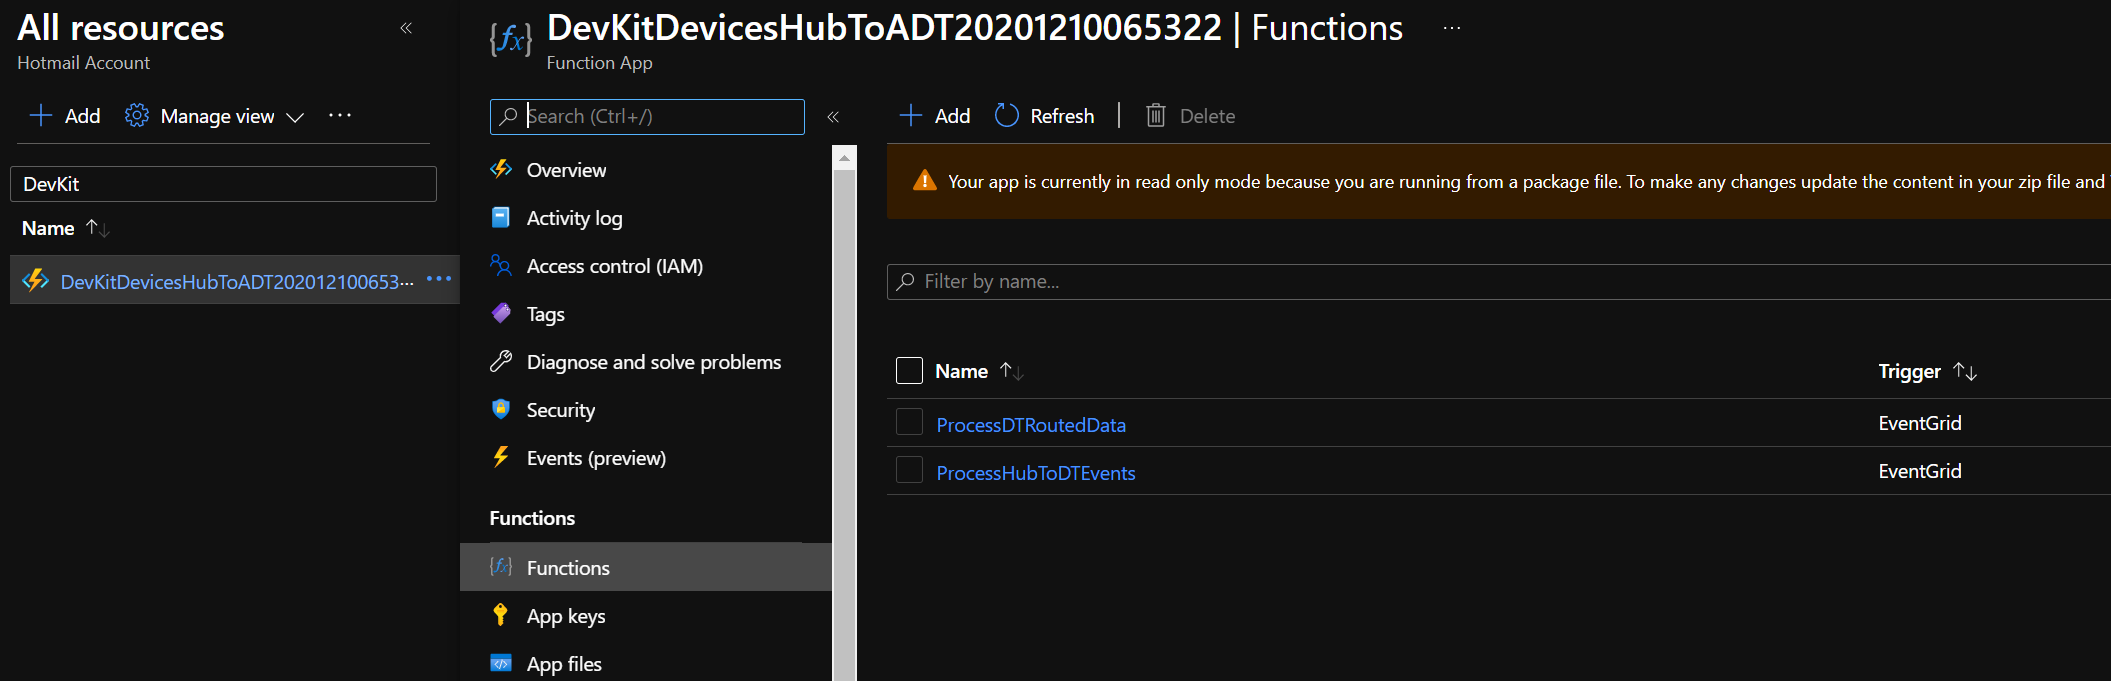 All resources
Hotmail Account
Add
Manage view
DevKit
Name
DevKitDevicesHubToADT202012100653...
{fx}
DevKitDevicesHubToADT20201210065322 | Functions
Function App
Search (Ctrl+/)
Overview
Activity log
Access control (IAM)
Tags
Diagnose and solve problems
Security
Events (preview)
Functions
{fx} Functions
App keys
App files
Add
Refresh
Delete
Your app is currently in read only mode because you are running from a package file. To make any changes update the content in your zip file and
Filter by name...
Name Trigger
ProcessDTRoutedData EventGrid
ProcessHubToDTEvents EventGrid